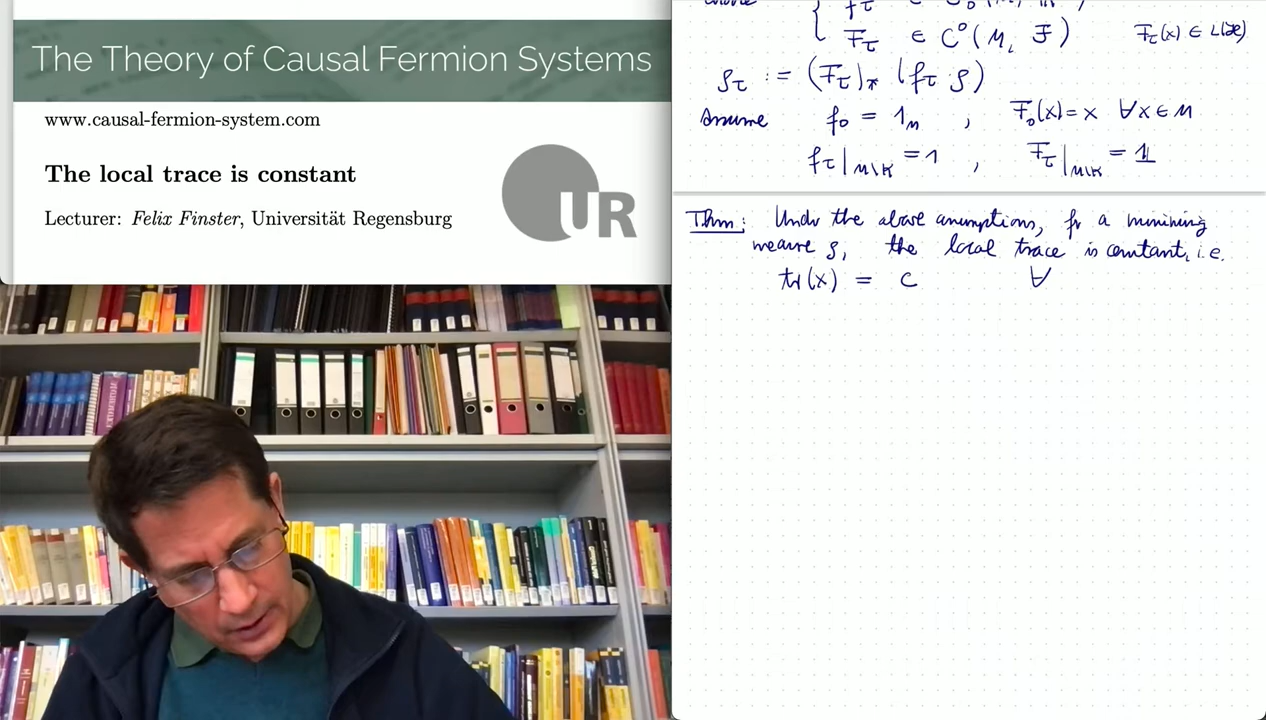 The Theory of Causal Fermion Systems
www.causal-fermion-system.com
The local trace is constant
Lecturer: Felix Finster, Universität Regensburg
UR
F_τ ∈ C⁰(M, F)   F_τ(x) ∈ L(H)
ρ_τ := (F_τ)_* (f_τ ρ)
Assume f_0 = 1_M , F_0(x) = x ∀x ∈ M
f_τ|_{M\K} = 1 , F_τ|_{M\K} = 𝟙
Thm: Under the above assumptions, for a minimizing
measure ρ, the local trace is constant, i.e.
tr(x) = c ∀